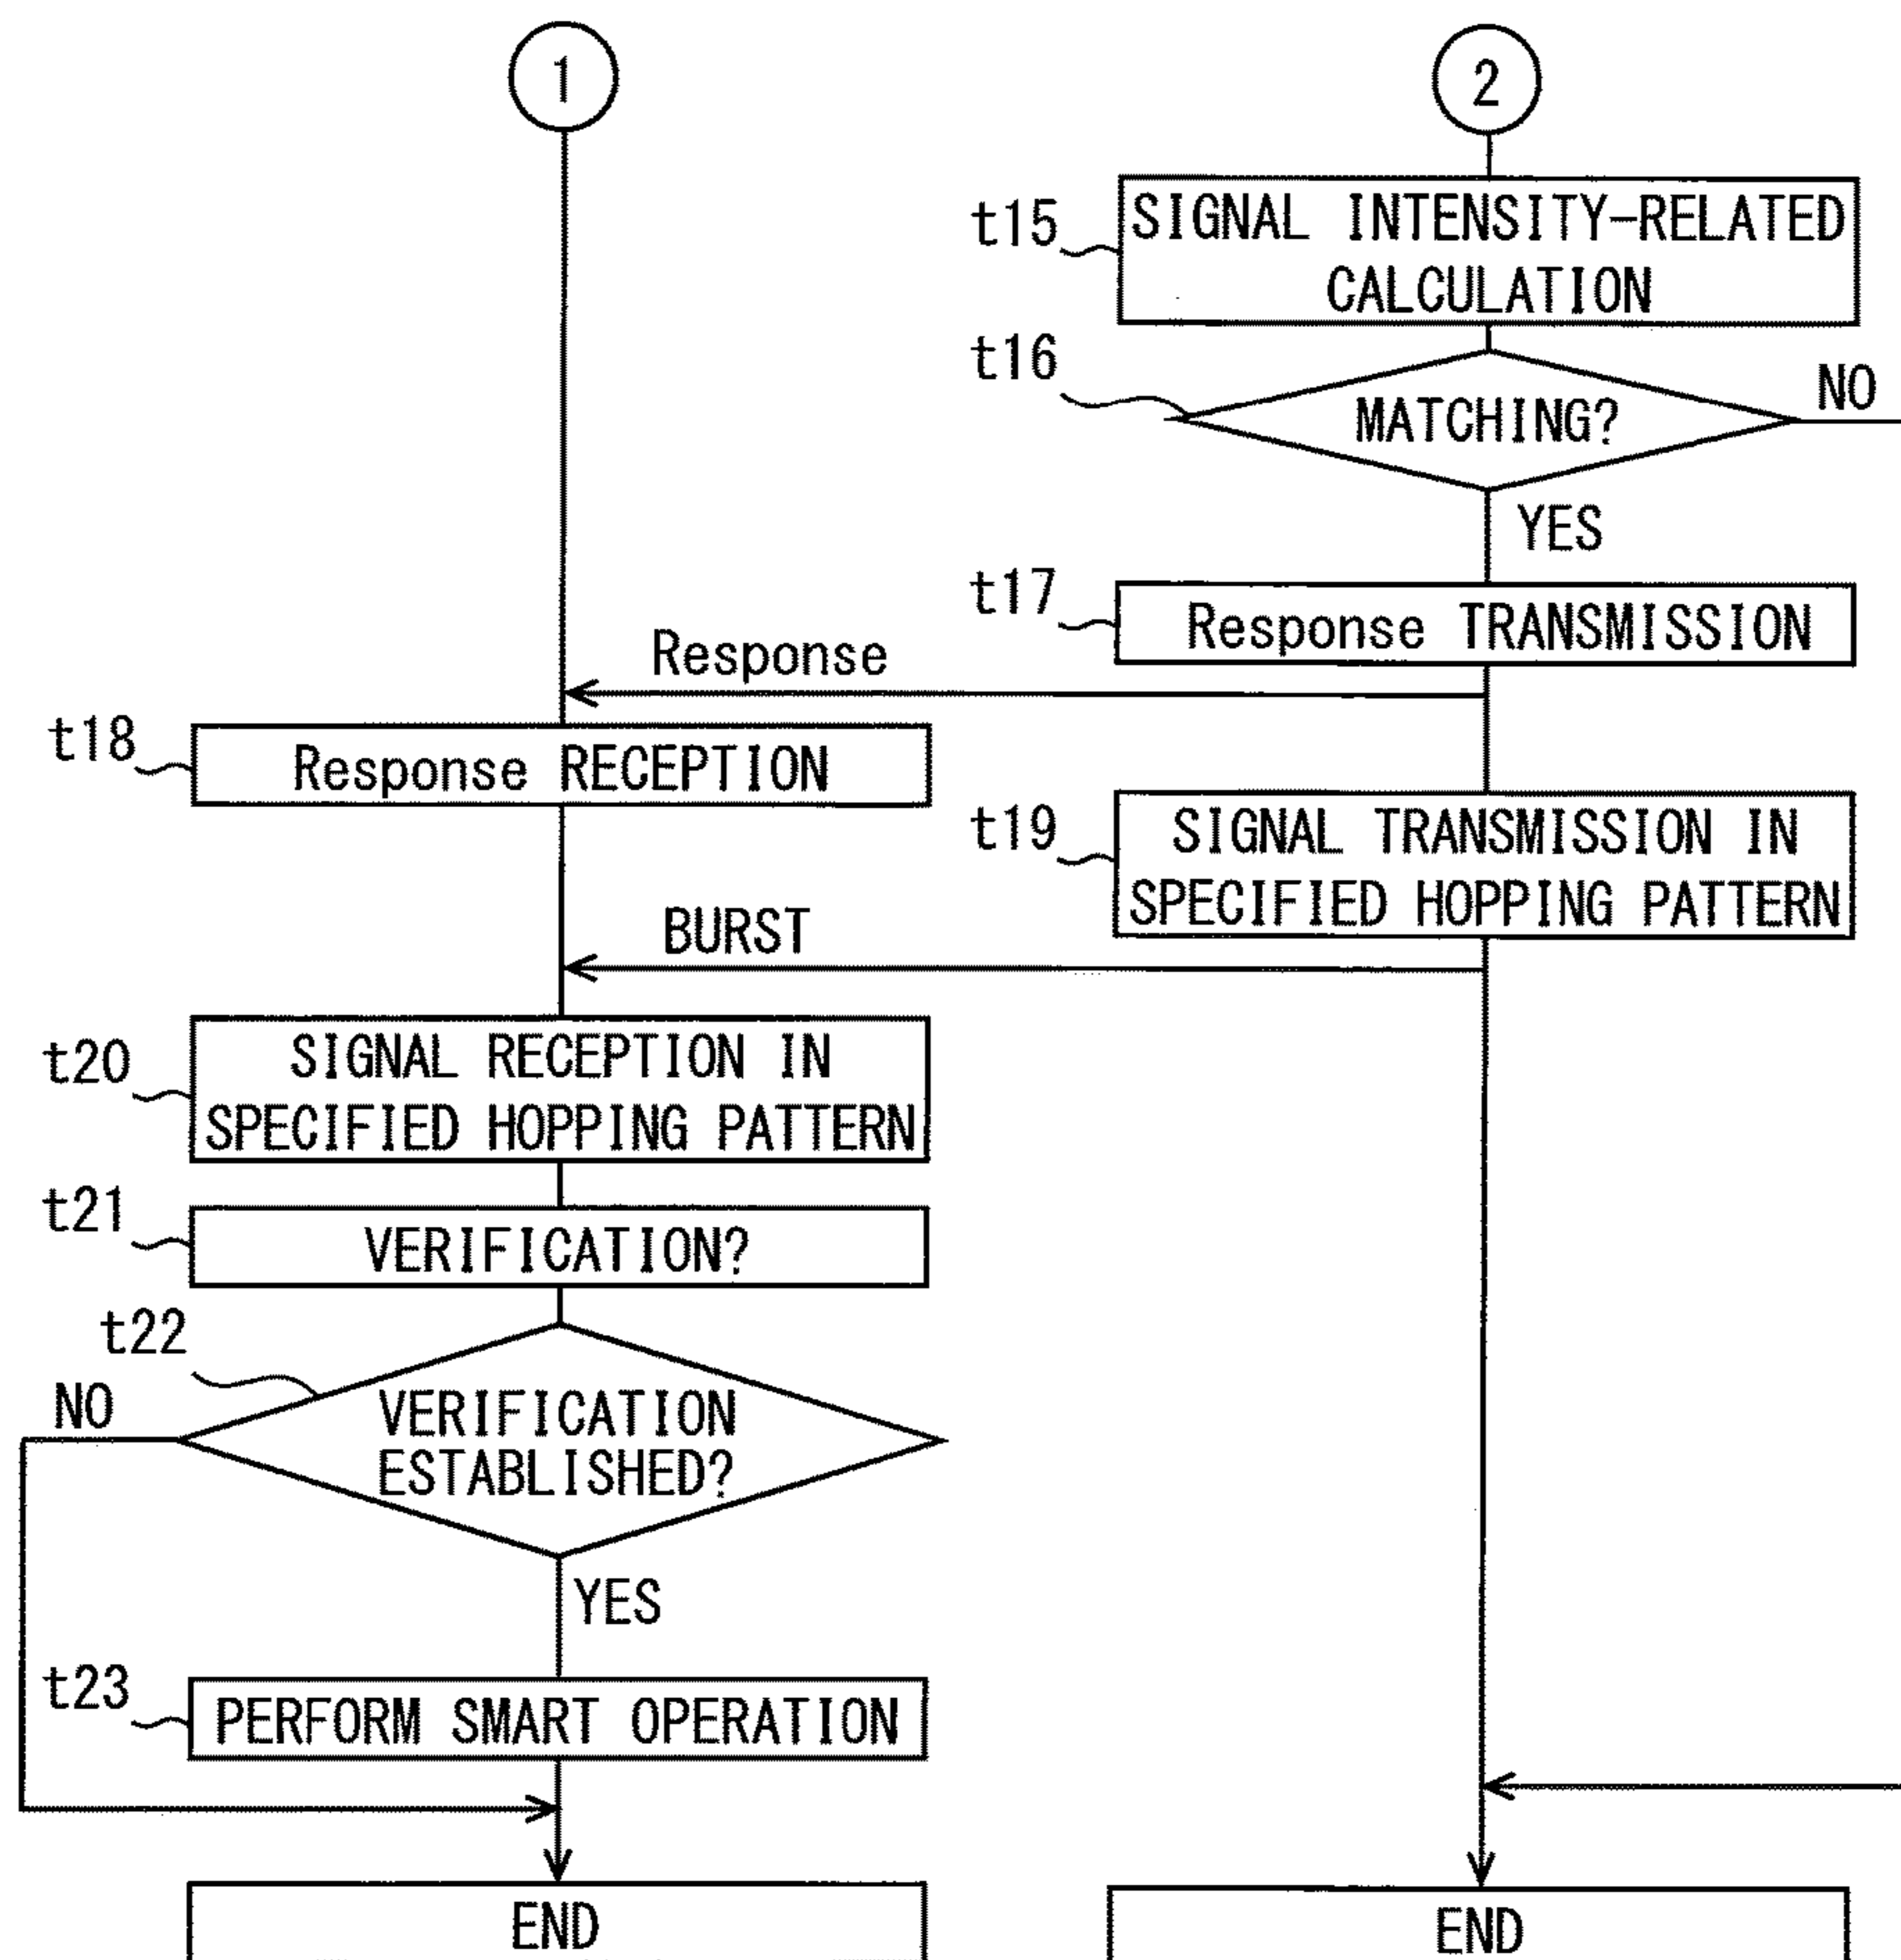 1
2
t15
SIGNAL INTENSITY-RELATED
CALCULATION
t16
MATCHING?
NO
YES
t17
Response TRANSMISSION
Response
t18
Response RECEPTION
t19
SIGNAL TRANSMISSION IN
SPECIFIED HOPPING PATTERN
BURST
t20
SIGNAL RECEPTION IN
SPECIFIED HOPPING PATTERN
t21
VERIFICATION?
t22
NO
VERIFICATION
ESTABLISHED?
YES
t23
PERFORM SMART OPERATION
END
END